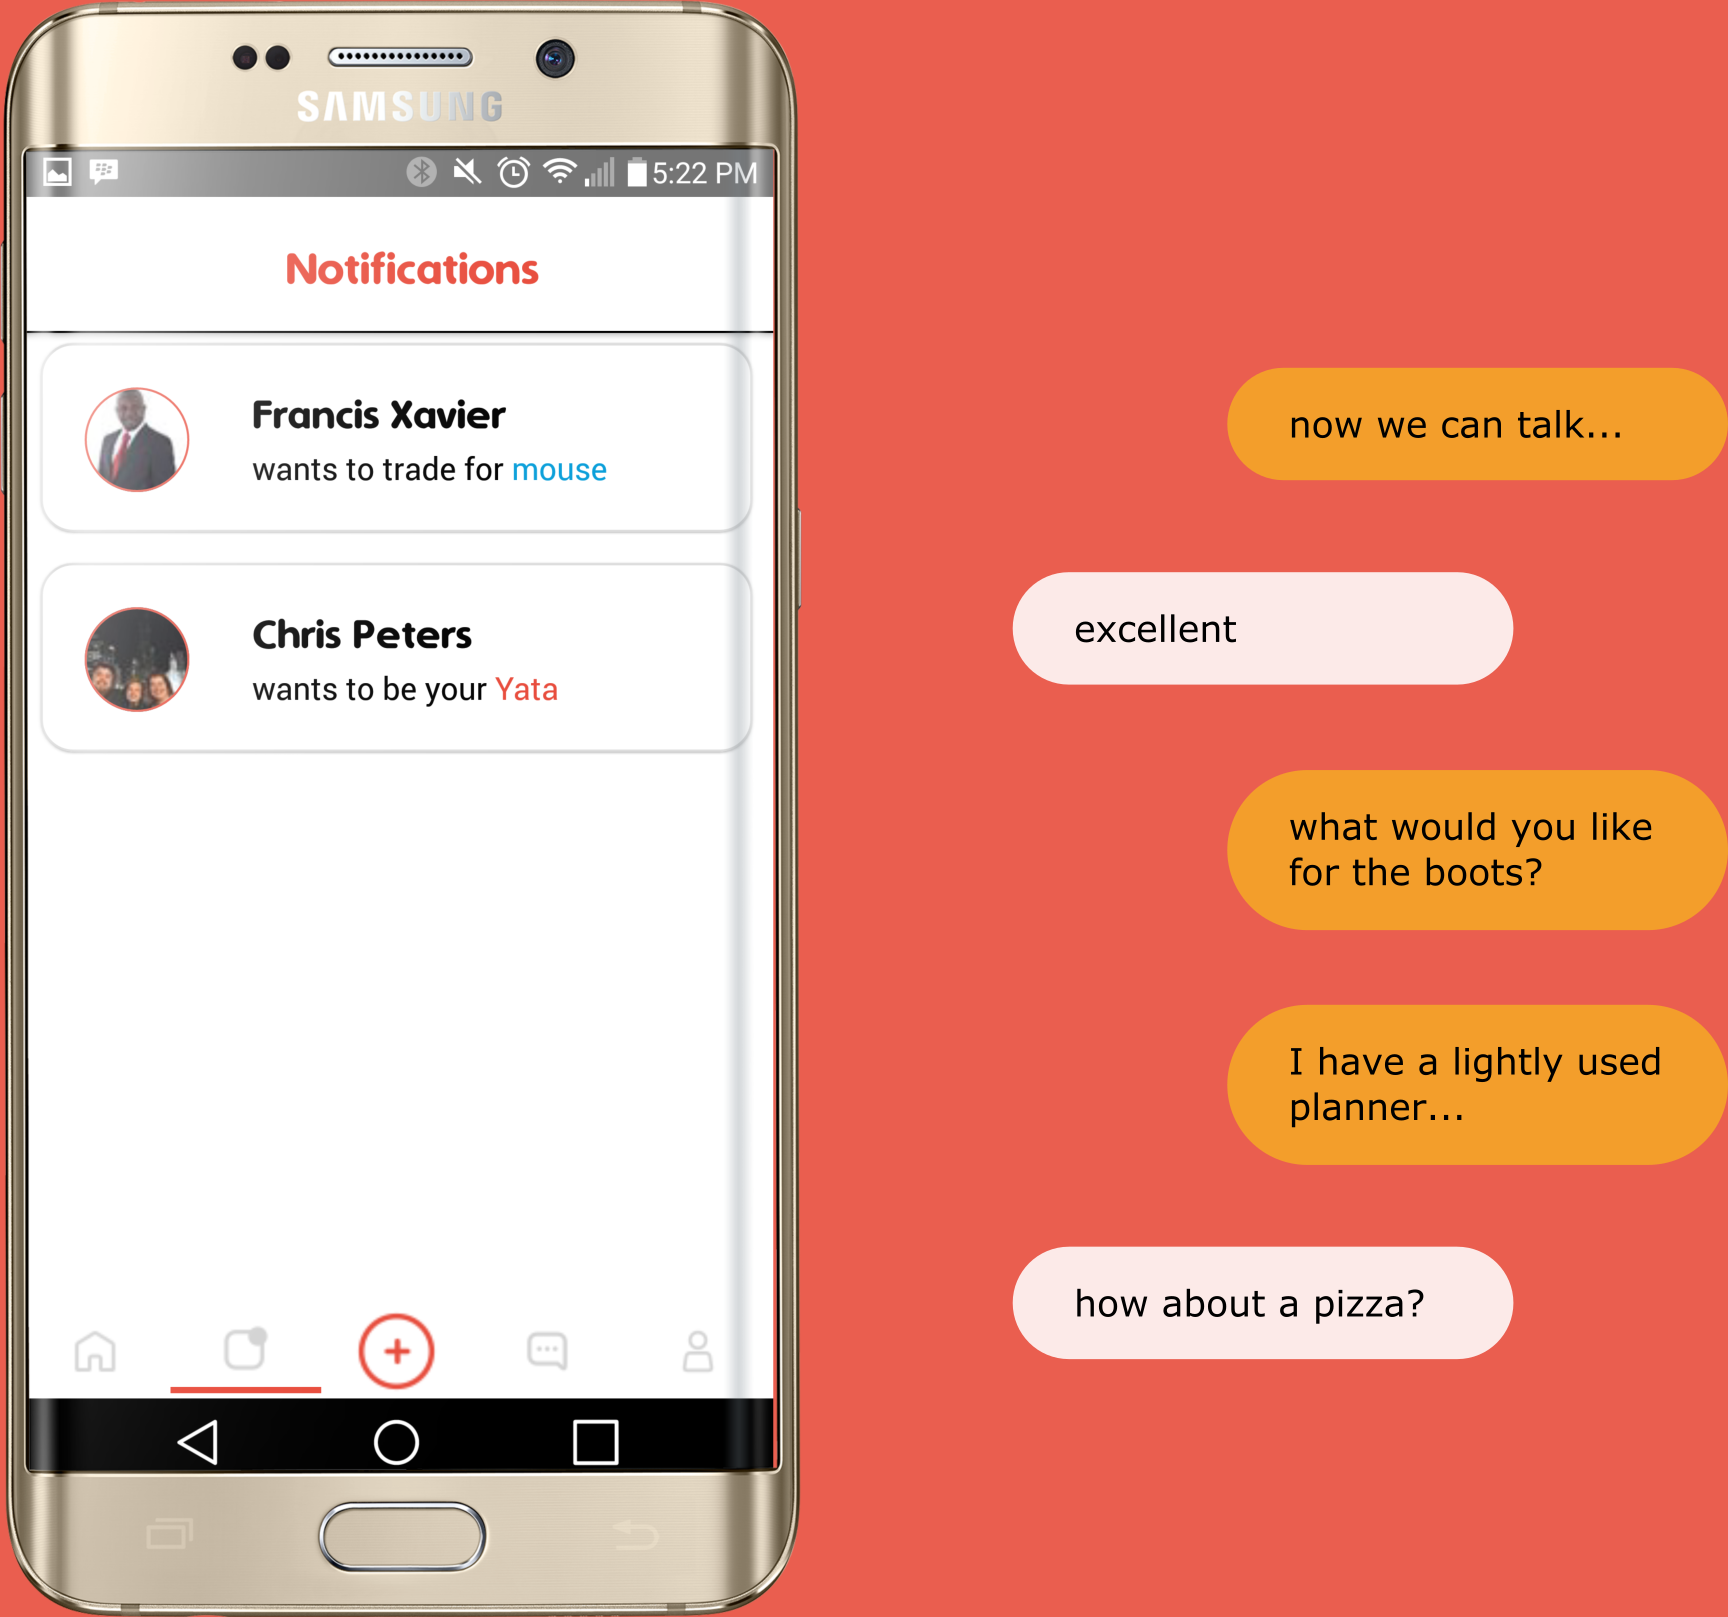 SAMSUNG
5:22 PM
Notifications
Francis Xavier
wants to trade for mouse
Chris Peters
wants to be your Yata
now we can talk...
excellent
what would you like
for the boots?
I have a lightly used
planner...
how about a pizza?